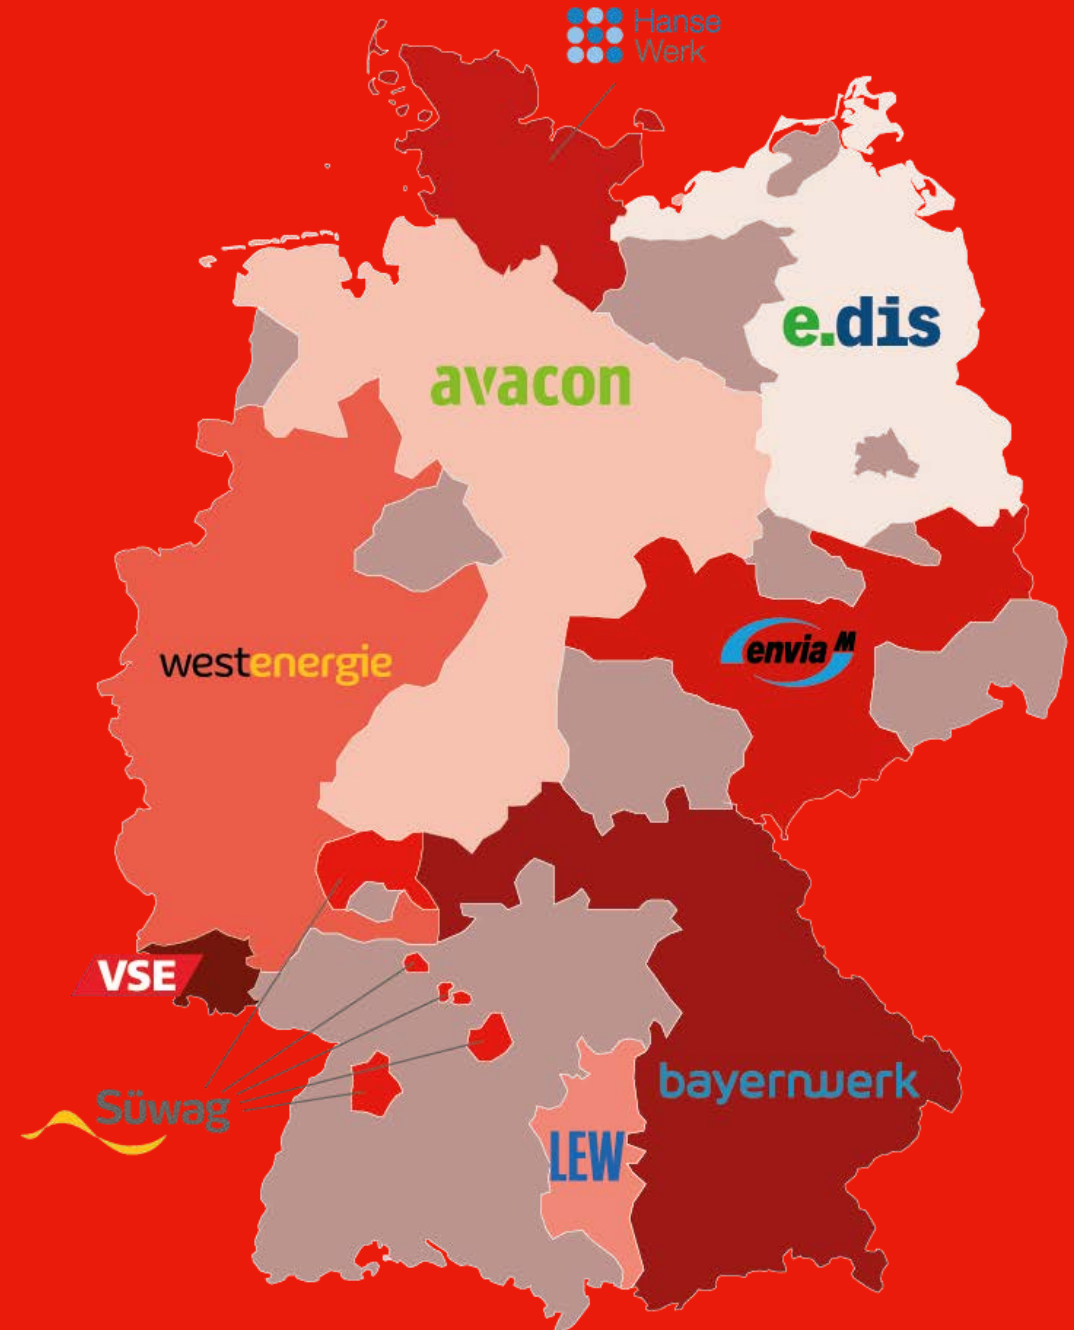 Hanse
Werk
e.dis
avacon
westenergie
envia M
VSE
bayernwerk
Süwag
LEW